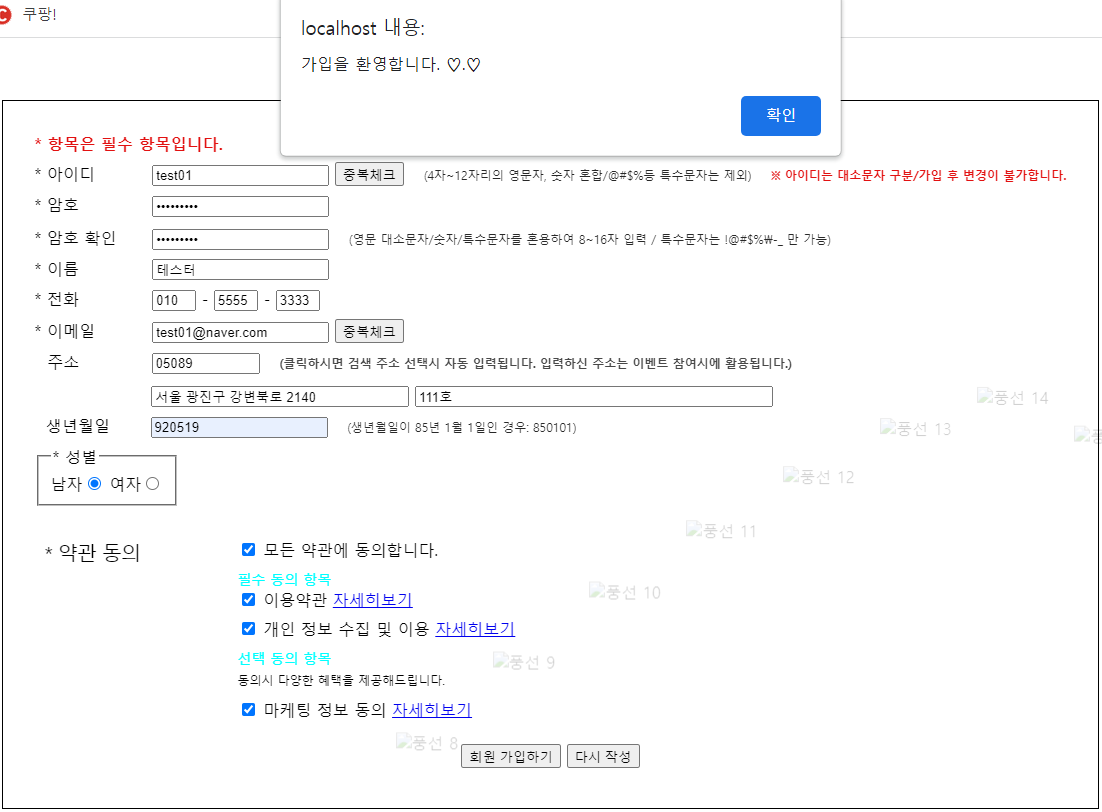 쿠팡!
localhost 내용:
가입을 환영합니다. ♡.♡
확인
* 항목은 필수 항목입니다.
* 아이디 test01 중복체크 (4자~12자리의 영문자, 숫자 혼합/@#$%등 특수문자는 제외) ※ 아이디는 대소문자 구분/가입 후 변경이 불가합니다.
* 암호 •••••••••
* 암호 확인 ••••••••• (영문 대소문자/숫자/특수문자를 혼용하여 8~16자 입력 / 특수문자는 !@#$%₩-_ 만 가능)
* 이름 테스터
* 전화 010 - 5555 - 3333
* 이메일 test01@naver.com 중복체크
주소 05089 (클릭하시면 검색 주소 선택시 자동 입력됩니다. 입력하신 주소는 이벤트 참여시에 활용됩니다.)
서울 광진구 강변북로 2140 111호
풍선 14
생년월일 920519 (생년월일이 85년 1월 1일인 경우: 850101)
풍선 13
* 성별
남자 여자
풍선 12
풍선 11
* 약관 동의 모든 약관에 동의합니다.
필수 동의 항목
풍선 10
이용약관 자세히보기
개인 정보 수집 및 이용 자세히보기
선택 동의 항목
풍선 9
동의시 다양한 혜택을 제공해드립니다.
마케팅 정보 동의 자세히보기
풍선 8
회원 가입하기 다시 작성